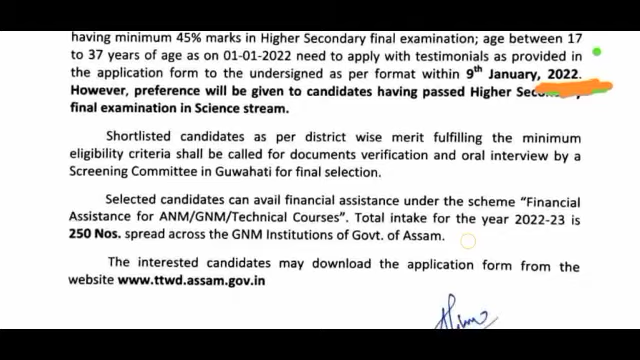 having minimum 45% marks in Higher Secondary final examination; age between 17
to 37 years of age as on 01-01-2022 need to apply with testimonials as provided in
the application form to the undersigned as per format within 9th January, 2022.
However, preference will be given to candidates having passed Higher Secondary
final examination in Science stream.
Shortlisted candidates as per district wise merit fulfilling the minimum
eligibility criteria shall be called for documents verification and oral interview by a
Screening Committee in Guwahati for final selection.
Selected candidates can avail financial assistance under the scheme “Financial
Assistance for ANM/GNM/Technical Courses”. Total intake for the year 2022-23 is
250 Nos. spread across the GNM Institutions of Govt. of Assam.
The interested candidates may download the application form from the
website www.ttwd.assam.gov.in